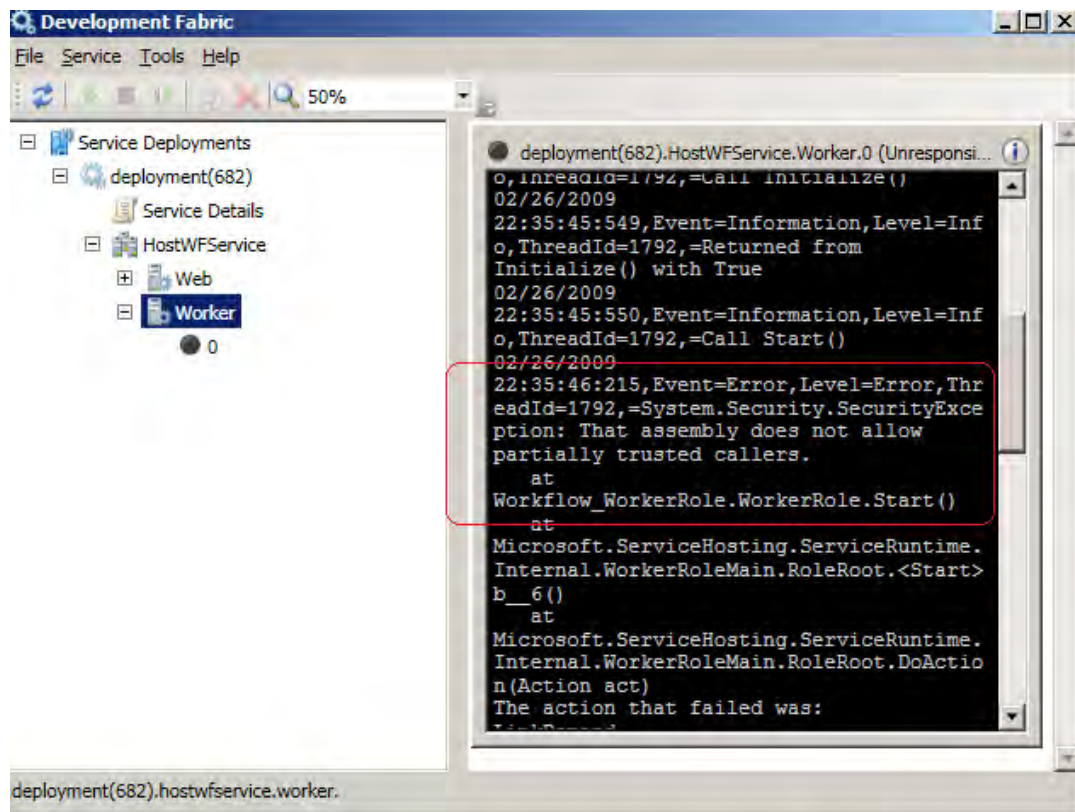 Development Fabric
File Service Tools Help
50%
Service Deployments
deployment(682)
Service Details
HostWFService
Web
Worker
0
deployment(682).HostWFService.Worker.0 (Unresponsi...
o,ThreadId=1792,=Call Initialize()
02/26/2009
22:35:45:549,Event=Information,Level=Inf
o,ThreadId=1792,=Returned from
Initialize() with True
02/26/2009
22:35:45:550,Event=Information,Level=Inf
o,ThreadId=1792,=Call Start()
02/26/2009
22:35:46:215,Event=Error,Level=Error,Thr
eadId=1792,=System.Security.SecurityExce
ption: That assembly does not allow
partially trusted callers.
at
Workflow_WorkerRole.WorkerRole.Start()
at
Microsoft.ServiceHosting.ServiceRuntime.
Internal.WorkerRoleMain.RoleRoot.<Start>
b__6()
at
Microsoft.ServiceHosting.ServiceRuntime.
Internal.WorkerRoleMain.RoleRoot.DoActio
n(Action act)
The action that failed was:
deployment(682).hostwfservice.worker.